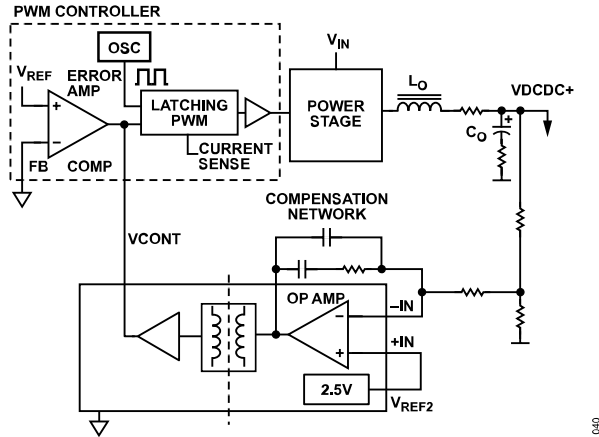 PWM CONTROLLER
OSC
VREF
ERROR
AMP
+
−
FB
COMP
LATCHING
PWM
CURRENT
SENSE
VIN
POWER
STAGE
LO
VDCDC+
+
CO
COMPENSATION
NETWORK
VCONT
OP AMP
−IN
−
+IN
+
2.5V
VREF2
040